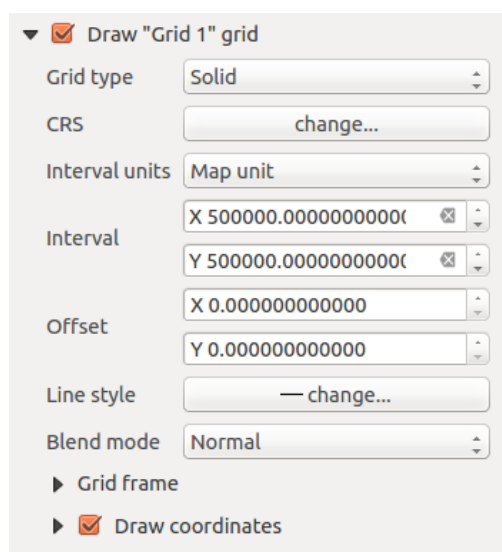 Draw "Grid 1" grid
Grid type Solid
CRS change...
Interval units Map unit
Interval
X 500000.0000000000
Y 500000.0000000000
Offset
X 0.000000000000
Y 0.000000000000
Line style change...
Blend mode Normal
Grid frame
Draw coordinates